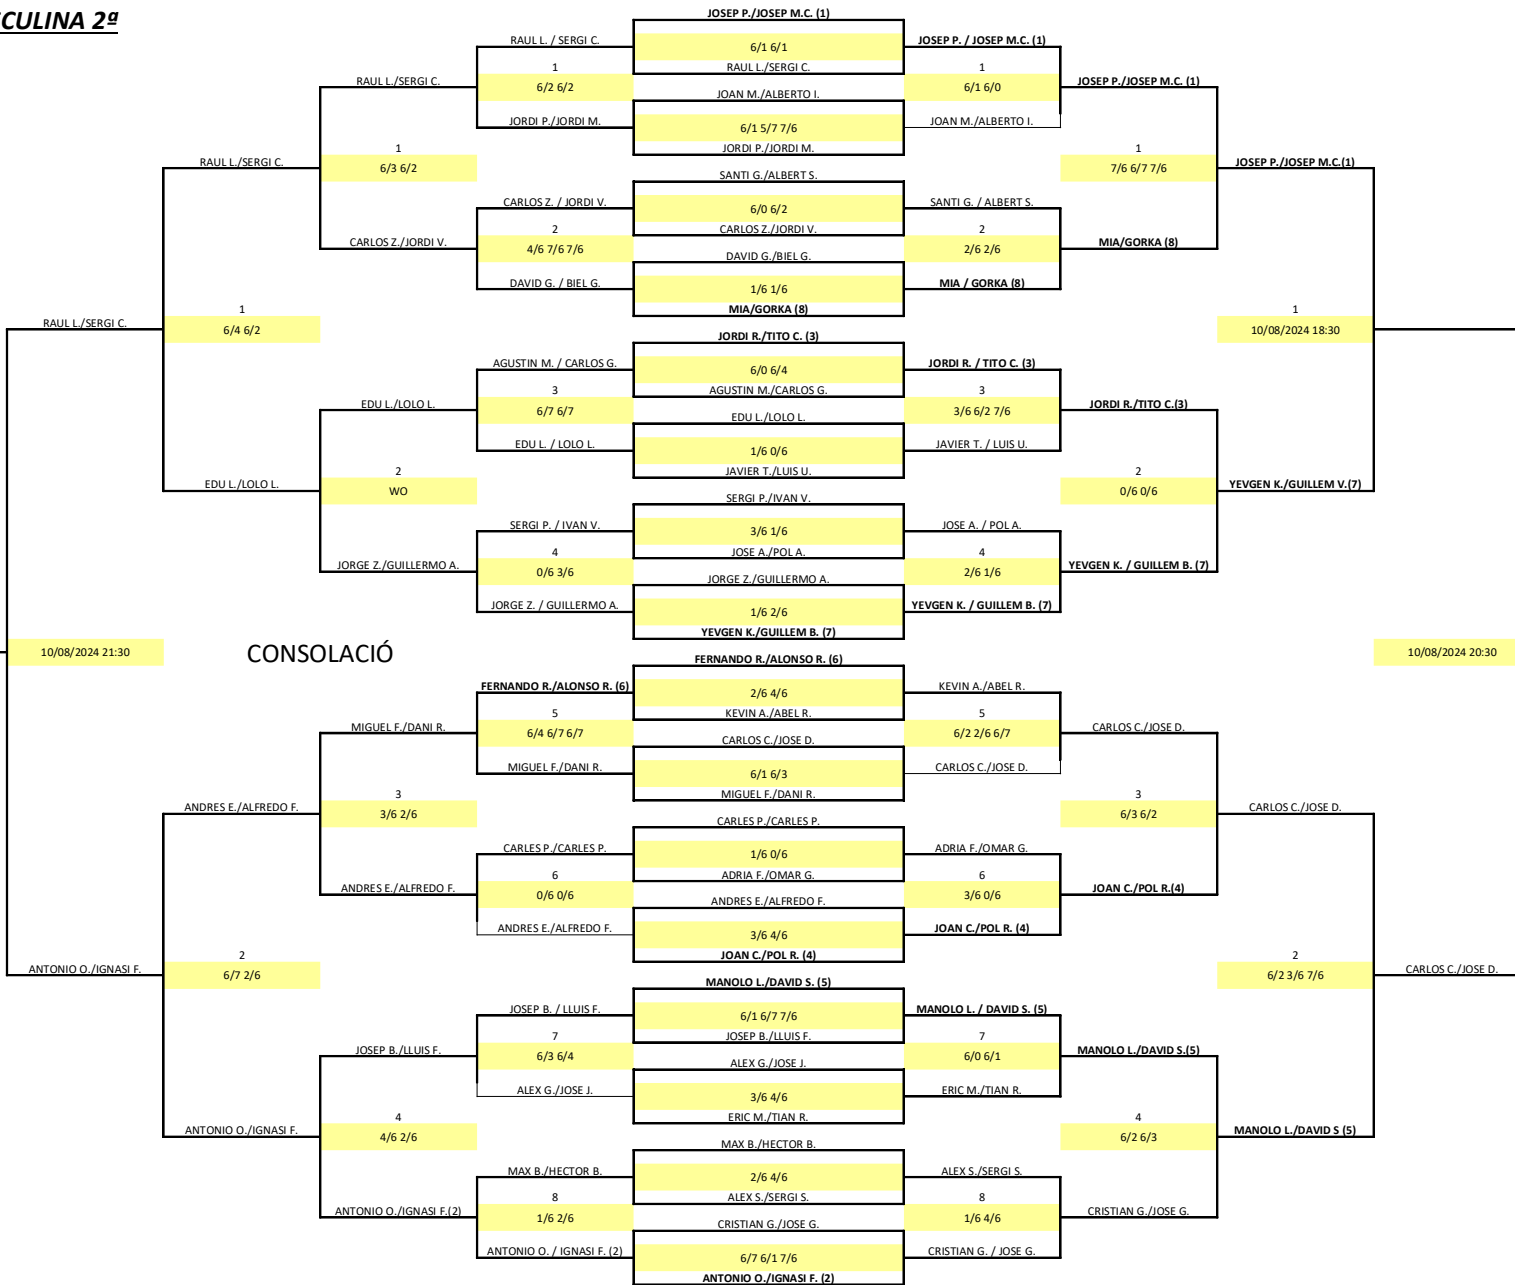 SCULINA 2ª
JOSEP P./JOSEP M.C. (1)
RAUL L. / SERGI C.
6/1 6/1
JOSEP P. / JOSEP M.C. (1)
1
RAUL L./SERGI C.
1
RAUL L./SERGI C.
6/2 6/2
JOAN M./ALBERTO I.
6/1 6/0
JOSEP P./JOSEP M.C. (1)
JORDI P./JORDI M.
6/1 5/7 7/6
JOAN M./ALBERTO I.
1
JORDI P./JORDI M.
1
RAUL L./SERGI C.
6/3 6/2
SANTI G./ALBERT S.
7/6 6/7 7/6
JOSEP P./JOSEP M.C.(1)
CARLOS Z. / JORDI V.
6/0 6/2
SANTI G. / ALBERT S.
2
CARLOS Z./JORDI V.
2
CARLOS Z./JORDI V.
4/6 7/6 7/6
DAVID G./BIEL G.
2/6 2/6
MIA/GORKA (8)
DAVID G. / BIEL G.
1/6 1/6
MIA / GORKA (8)
1
MIA/GORKA (8)
1
RAUL L./SERGI C.
6/4 6/2
JORDI R./TITO C. (3)
10/08/2024 18:30
AGUSTIN M. / CARLOS G.
6/0 6/4
JORDI R. / TITO C. (3)
3
AGUSTIN M./CARLOS G.
3
EDU L./LOLO L.
6/7 6/7
EDU L./LOLO L.
3/6 6/2 7/6
JORDI R./TITO C.(3)
EDU L. / LOLO L.
1/6 0/6
JAVIER T. / LUIS U.
2
JAVIER T./LUIS U.
2
EDU L./LOLO L.
WO
SERGI P./IVAN V.
0/6 0/6
YEVGEN K./GUILLEM V.(7)
SERGI P. / IVAN V.
3/6 1/6
JOSE A. / POL A.
4
JOSE A./POL A.
4
JORGE Z./GUILLERMO A.
0/6 3/6
JORGE Z./GUILLERMO A.
2/6 1/6
YEVGEN K. / GUILLEM B. (7)
JORGE Z. / GUILLERMO A.
1/6 2/6
YEVGEN K. / GUILLEM B. (7)
YEVGEN K./GUILLEM B. (7)
10/08/2024 21:30
CONSOLACIÓ
FERNANDO R./ALONSO R. (6)
10/08/2024 20:30
FERNANDO R./ALONSO R. (6)
2/6 4/6
KEVIN A./ABEL R.
5
KEVIN A./ABEL R.
5
MIGUEL F./DANI R.
6/4 6/7 6/7
CARLOS C./JOSE D.
6/2 2/6 6/7
CARLOS C./JOSE D.
MIGUEL F./DANI R.
6/1 6/3
CARLOS C./JOSE D.
3
MIGUEL F./DANI R.
3
ANDRES E./ALFREDO F.
3/6 2/6
CARLES P./CARLES P.
6/3 6/2
CARLOS C./JOSE D.
CARLES P./CARLES P.
1/6 0/6
ADRIA F./OMAR G.
6
ADRIA F./OMAR G.
6
ANDRES E./ALFREDO F.
0/6 0/6
ANDRES E./ALFREDO F.
3/6 0/6
JOAN C./POL R.(4)
ANDRES E./ALFREDO F.
3/6 4/6
JOAN C./POL R. (4)
2
JOAN C./POL R. (4)
2
ANTONIO O./IGNASI F.
6/7 2/6
MANOLO L./DAVID S. (5)
6/2 3/6 7/6
CARLOS C./JOSE D.
JOSEP B. / LLUIS F.
6/1 6/7 7/6
MANOLO L. / DAVID S. (5)
7
JOSEP B./LLUIS F.
7
JOSEP B./LLUIS F.
6/3 6/4
ALEX G./JOSE J.
6/0 6/1
MANOLO L./DAVID S.(5)
ALEX G./JOSE J.
3/6 4/6
ERIC M./TIAN R.
4
ERIC M./TIAN R.
4
ANTONIO O./IGNASI F.
4/6 2/6
MAX B./HECTOR B.
6/2 6/3
MANOLO L./DAVID S (5)
MAX B./HECTOR B.
2/6 4/6
ALEX S./SERGI S.
8
ALEX S./SERGI S.
8
ANTONIO O./IGNASI F.(2)
1/6 2/6
CRISTIAN G./JOSE G.
1/6 4/6
CRISTIAN G./JOSE G.
ANTONIO O. / IGNASI F. (2)
6/7 6/1 7/6
CRISTIAN G. / JOSE G.
ANTONIO O./IGNASI F. (2)